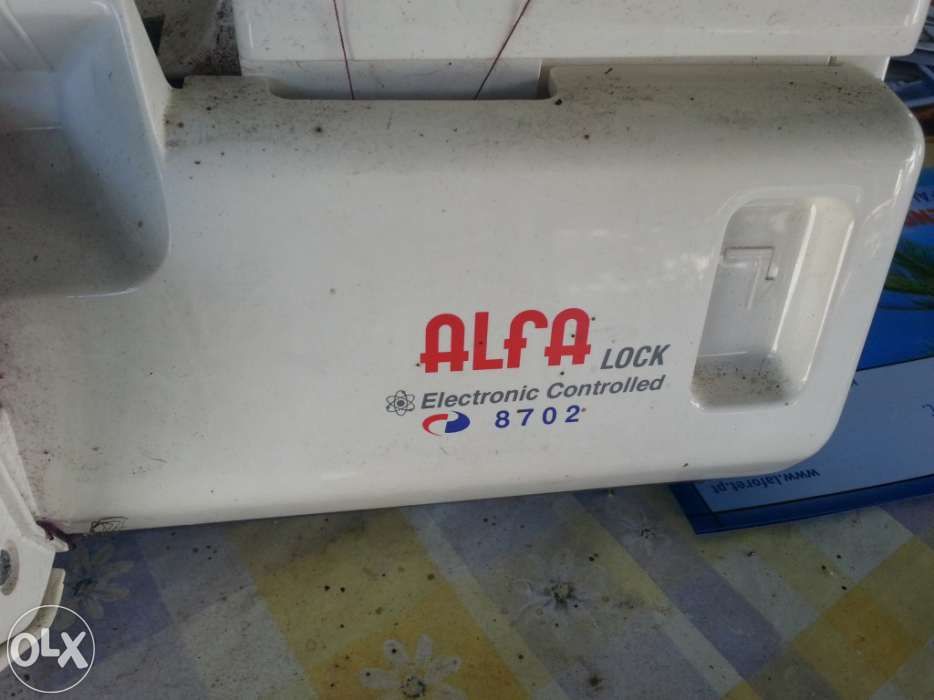 ALFA LOCK
Electronic Controlled
8702
www.laforet.pt
OLX